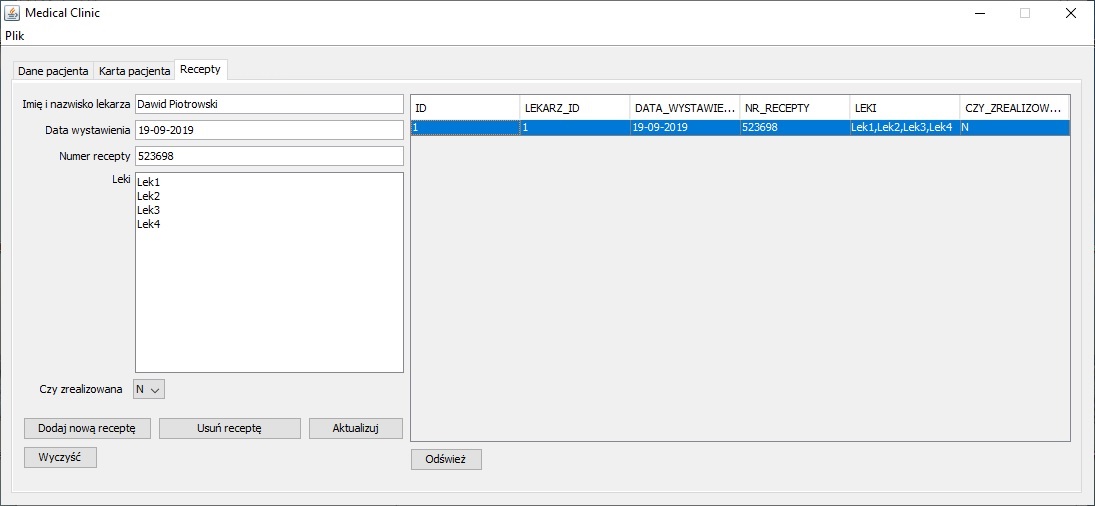 Medical Clinic
Plik
Dane pacjenta Karta pacjenta Recepty
Imię i nazwisko lekarza Dawid Piotrowski
Data wystawienia 19-09-2019
Numer recepty 523698
Leki Lek1
Lek2
Lek3
Lek4
Czy zrealizowana N
Dodaj nową receptę Usuń receptę Aktualizuj
Wyczyść
ID LEKARZ_ID DATA_WYSTAWIE... NR_RECEPTY LEKI CZY_ZREALIZOW...
1 1 19-09-2019 523698 Lek1,Lek2,Lek3,Lek4 N
Odśwież